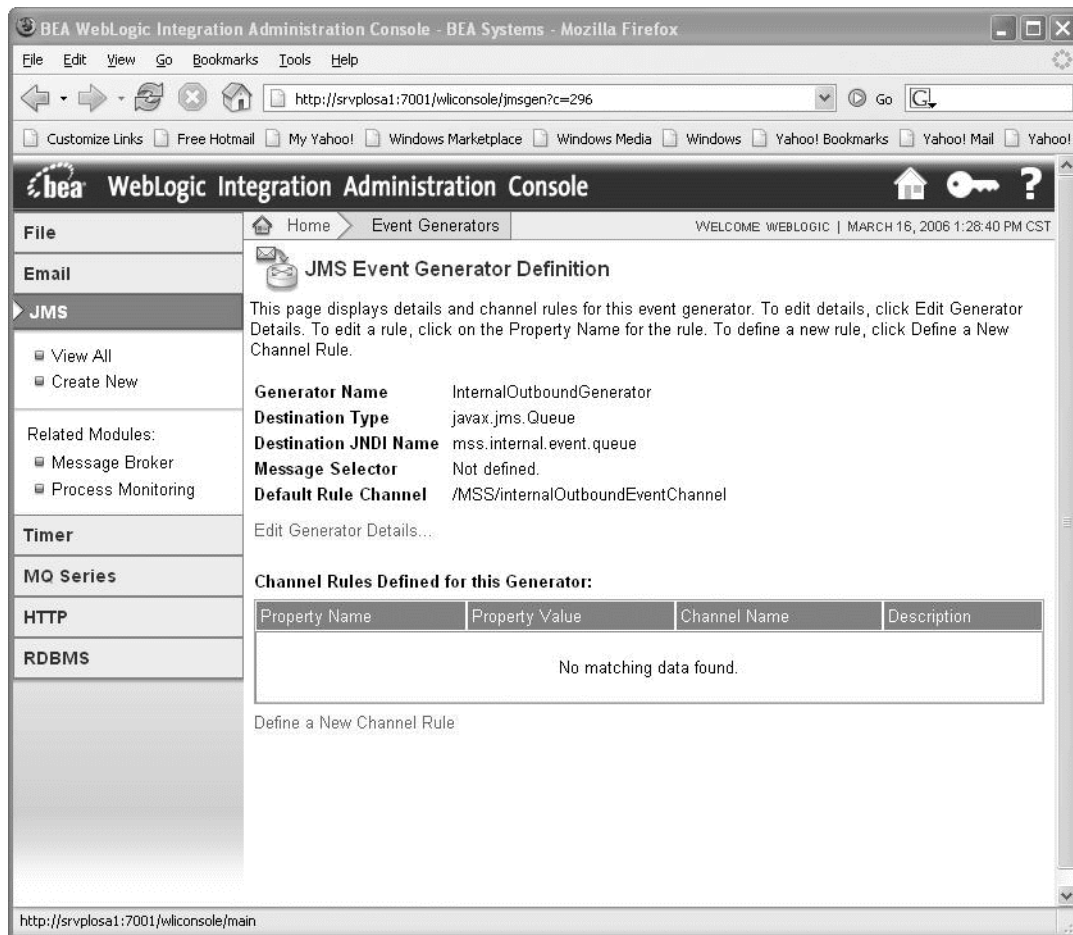 BEA WebLogic Integration Administration Console - BEA Systems - Mozilla Firefox
File Edit View Go Bookmarks Tools Help
http://srvplosa1:7001/wliconsole/jmsgen?c=296 Go G
Customize Links Free Hotmail My Yahoo! Windows Marketplace Windows Media Windows Yahoo! Bookmarks Yahoo! Mail Yahoo!
bea WebLogic Integration Administration Console ?
File
Email
JMS
View All
Create New
Related Modules:
Message Broker
Process Monitoring
Timer
MQ Series
HTTP
RDBMS
Home Event Generators WELCOME WEBLOGIC | MARCH 16, 2006 1:28:40 PM CST
JMS Event Generator Definition
This page displays details and channel rules for this event generator. To edit details, click Edit Generator
Details. To edit a rule, click on the Property Name for the rule. To define a new rule, click Define a New
Channel Rule.
Generator Name InternalOutboundGenerator
Destination Type javax.jms.Queue
Destination JNDI Name mss.internal.event.queue
Message Selector Not defined.
Default Rule Channel /MSS/internalOutboundEventChannel
Edit Generator Details...
Channel Rules Defined for this Generator:
Property Name Property Value Channel Name Description
No matching data found.
Define a New Channel Rule
http://srvplosa1:7001/wliconsole/main